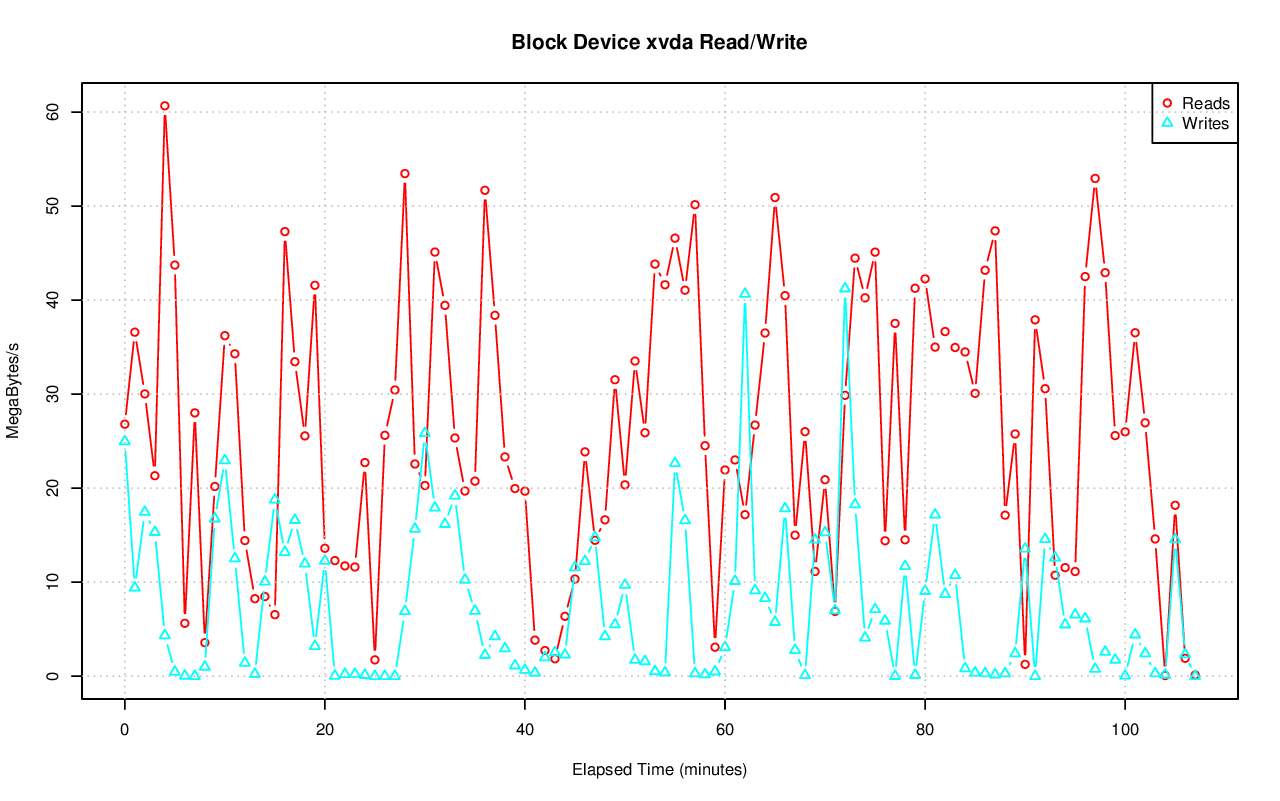 Block Device xvda Read/Write
Reads
Writes
MegaBytes/s
60
50
40
30
20
10
0
0 20 40 60 80 100
Elapsed Time (minutes)